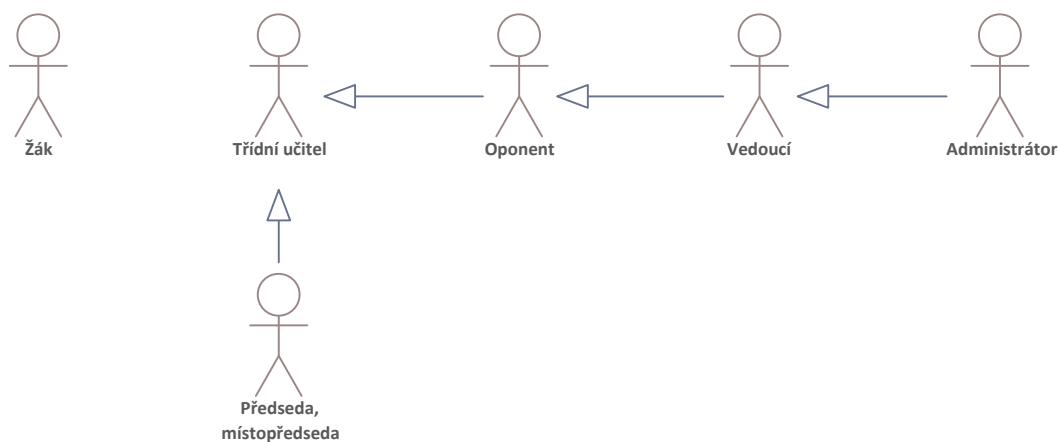 Žák
Třídní učitel
Oponent
Vedoucí
Administrátor
Předseda,
místopředseda